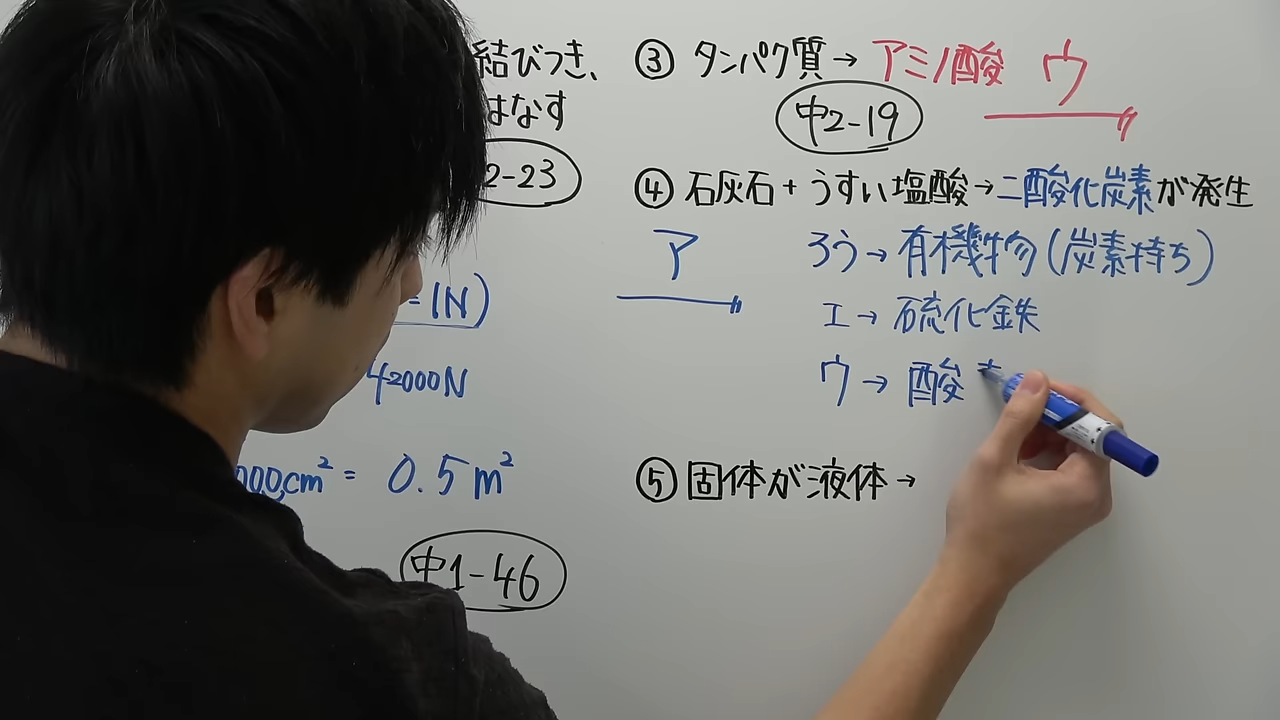 結びつき、
はなす
2-23
=1N)
42000N
000cm² = 0.5m²
中1-46
③ タンパク質→アミノ酸 ウ
中2-19
④ 石灰石+うすい塩酸→二酸化炭素が発生
ア
ろう→有機物(炭素持ち)
エ→硫化鉄
ウ→酸
⑤ 固体が液体→